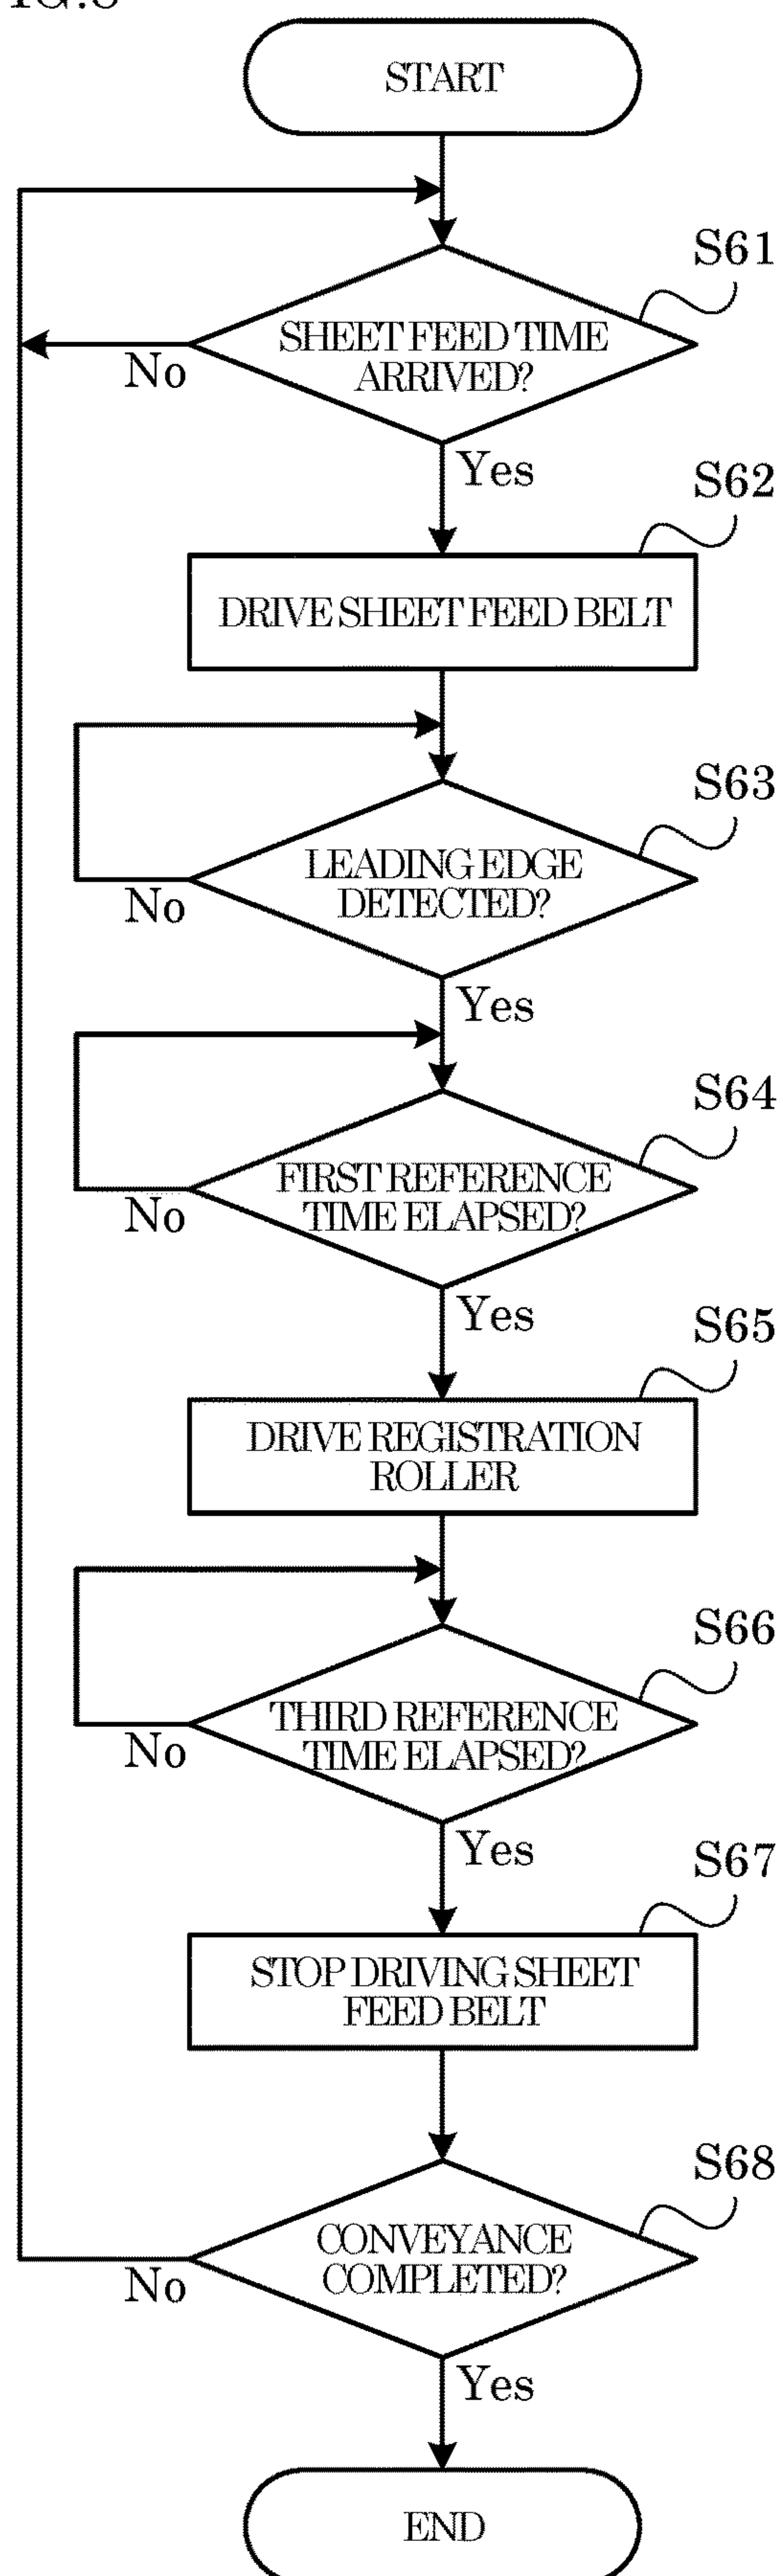 START
S61
SHEET FEED TIME
ARRIVED?
No
Yes
S62
DRIVE SHEET FEED BELT
S63
LEADING EDGE
DETECTED?
No
Yes
S64
FIRST REFERENCE
TIME ELAPSED?
No
Yes
S65
DRIVE REGISTRATION
ROLLER
S66
THIRD REFERENCE
TIME ELAPSED?
No
Yes
S67
STOP DRIVING SHEET
FEED BELT
S68
CONVEYANCE
COMPLETED?
No
Yes
END